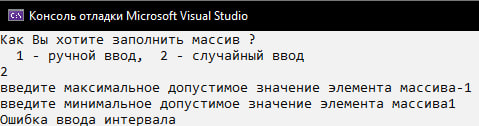 Консоль отладки Microsoft Visual Studio
Как Вы хотите заполнить массив ?
1 - ручной ввод,  2 - случайный ввод
2
введите максимальное допустимое значение элемента массива-1
введите минимальное допустимое значение элемента массива1
Ошибка ввода интервала